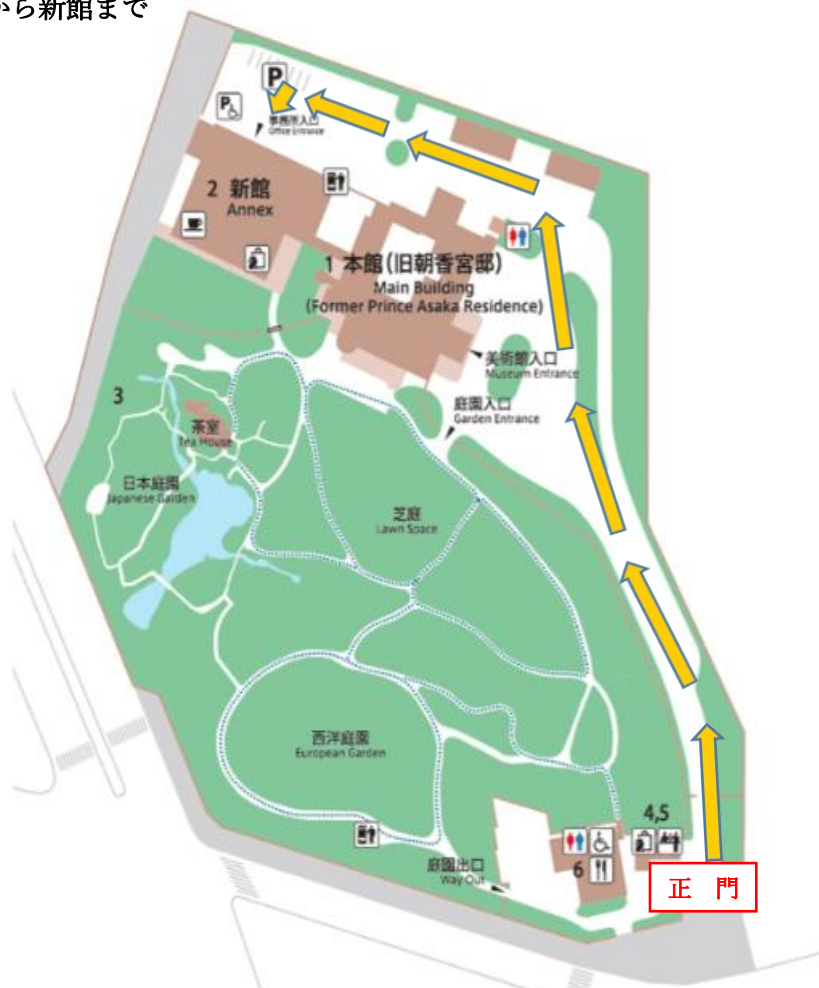 から新館まで
P
P
事務所入口
Office Entrance
2 新館
Annex
1 本館(旧朝香宮邸)
Main Building
(Former Prince Asaka Residence)
美術館入口
Museum Entrance
庭園入口
Garden Entrance
3
茶室
Tea House
日本庭園
Japanese Garden
芝庭
Lawn Space
西洋庭園
European Garden
4,5
6
庭園出口
Way Out
正 門